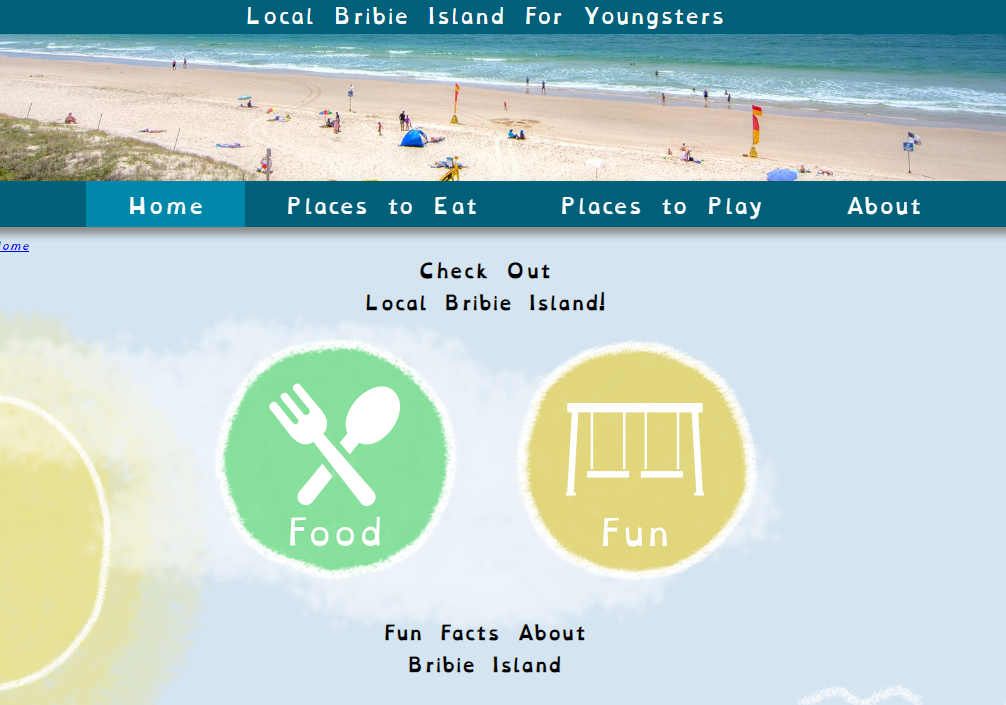 Local Bribie Island For Youngsters
Home Places to Eat Places to Play About
ome
Check Out
Local Bribie Island!
Food Fun
Fun Facts About
Bribie Island